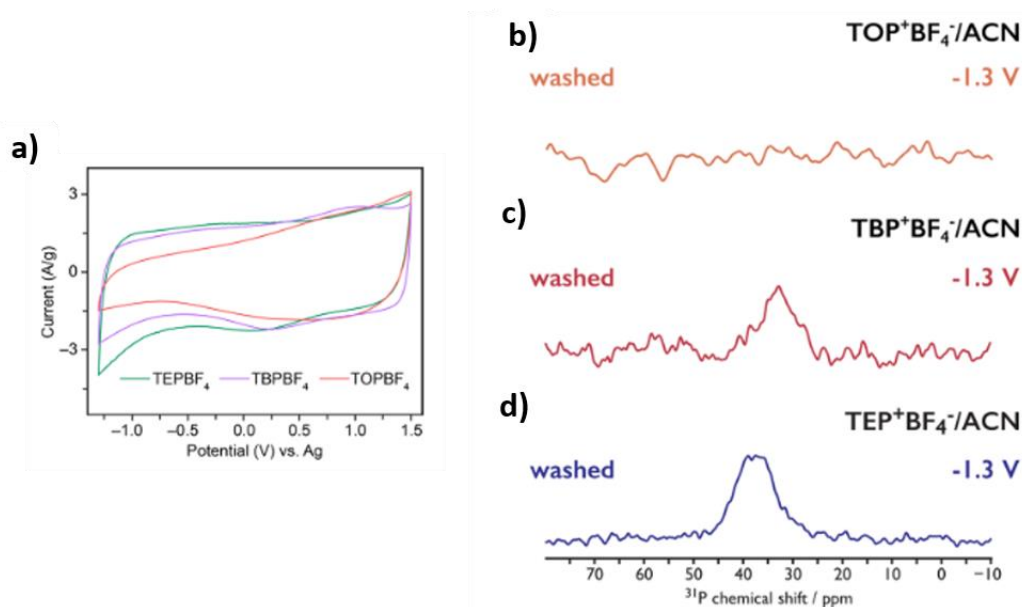 a)
3
0
−3
Current (A/g)
TEPBF₄ TBPBF₄ TOPBF₄
−1.0 −0.5 0.0 0.5 1.0 1.5
Potential (V) vs. Ag
b)
TOP⁺BF₄⁻/ACN
washed -1.3 V
c)
TBP⁺BF₄⁻/ACN
washed -1.3 V
d)
TEP⁺BF₄⁻/ACN
washed -1.3 V
70 60 50 40 30 20 10 0 −10
³¹P chemical shift / ppm